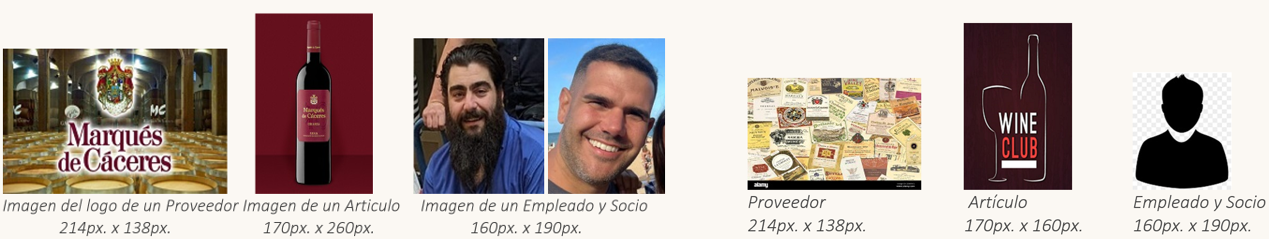 MC
Marqués
de Cáceres
Marqués
de Cáceres
WINE
CLUB
alamy
Imagen del logo de un Proveedor
214px. x 138px.
Imagen de un Articulo
170px. x 260px.
Imagen de un Empleado y Socio
160px. x 190px.
Proveedor
214px. x 138px.
Artículo
170px. x 160px.
Empleado y Socio
160px. x 190px.